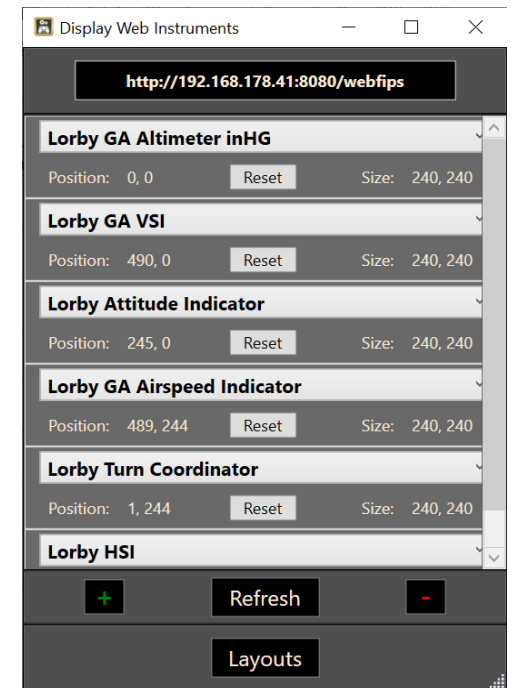 Display Web Instruments
http://192.168.178.41:8080/webfips
Lorby GA Altimeter inHG
Position: 0, 0 Reset Size: 240, 240
Lorby GA VSI
Position: 490, 0 Reset Size: 240, 240
Lorby Attitude Indicator
Position: 245, 0 Reset Size: 240, 240
Lorby GA Airspeed Indicator
Position: 489, 244 Reset Size: 240, 240
Lorby Turn Coordinator
Position: 1, 244 Reset Size: 240, 240
Lorby HSI
+ Refresh -
Layouts